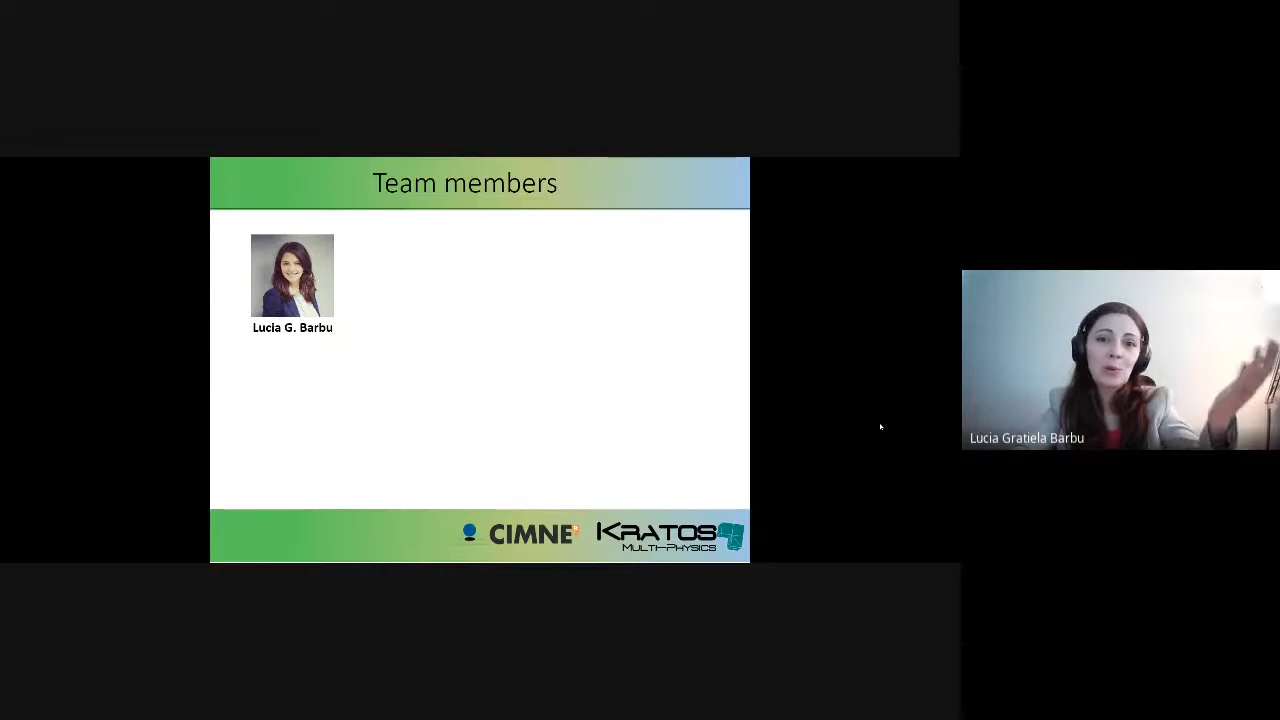 Team members
Lucia G. Barbu
Lucia Gratiela Barbu
CIMNE
KRATOS
MULTI-PHYSICS